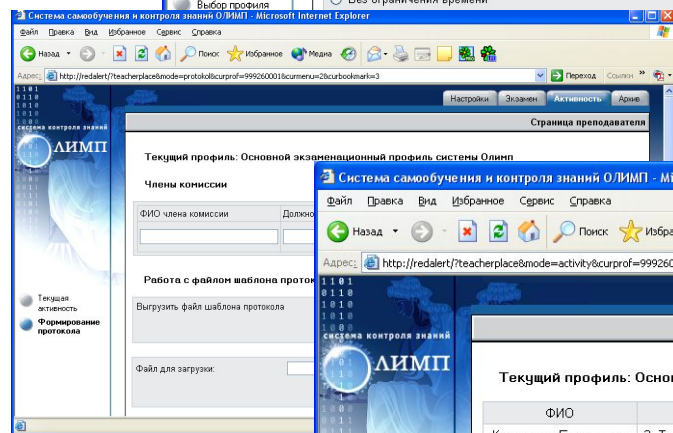 Выбор профиля
Без ограничения времени
Система самообучения и контроля знаний ОЛИМП - Microsoft Internet Explorer
Файл Правка Вид Избранное Сервис Справка
Назад Поиск Избранное Медиа
Адрес: http://redalert/?teacherplace&mode=protokol&curprof=999260001&curmenu=2&curbookmark=3 Переход Ссылки »
1101
0110
1010
1010
1000
система контроля знаний
ОЛИМП
Настройки Экзамен Активность Архив
Страница преподавателя
Текущий профиль: Основной экзаменационный профиль системы Олимп
Члены комиссии
ФИО члена комиссии Должно
Работа с файлом шаблона проток
Выгрузить файл шаблона протокола
Файл для загрузки:
Текущая
активность
Формирование
протокола
Система самообучения и контроля знаний ОЛИМП - Mi
Файл Правка Вид Избранное Сервис Справка
Назад Поиск Избра
Адрес: http://redalert/?teacherplace&mode=activity&curprof=99926
1101
0110
1010
1010
1000
система контроля знаний
ОЛИМП
Текущий профиль: Осно
ФИО